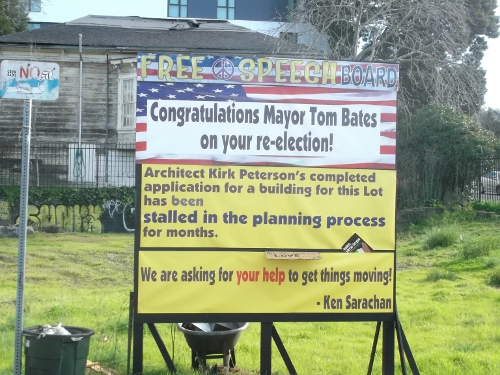 FREE SPEECH BOARD
Congratulations Mayor Tom Bates
on your re-election!
Architect Kirk Peterson's completed
application for a building for this Lot
has been
stalled in the planning process
for months.
LOVE
We are asking for your help to get things moving!
- Ken Sarachan
NO